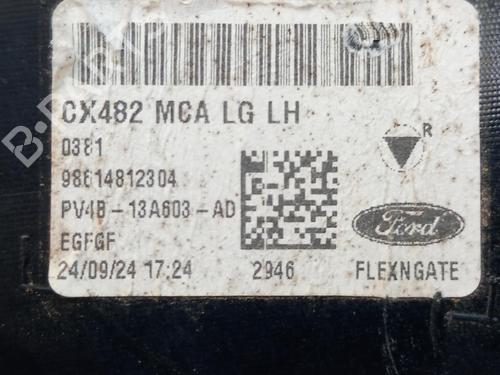 CX482 MCA LG LH
0381
R
98614812304
PV4B-13A603-AD
Ford
EGFGF
24/09/24 17:24
2946
FLEXNGATE